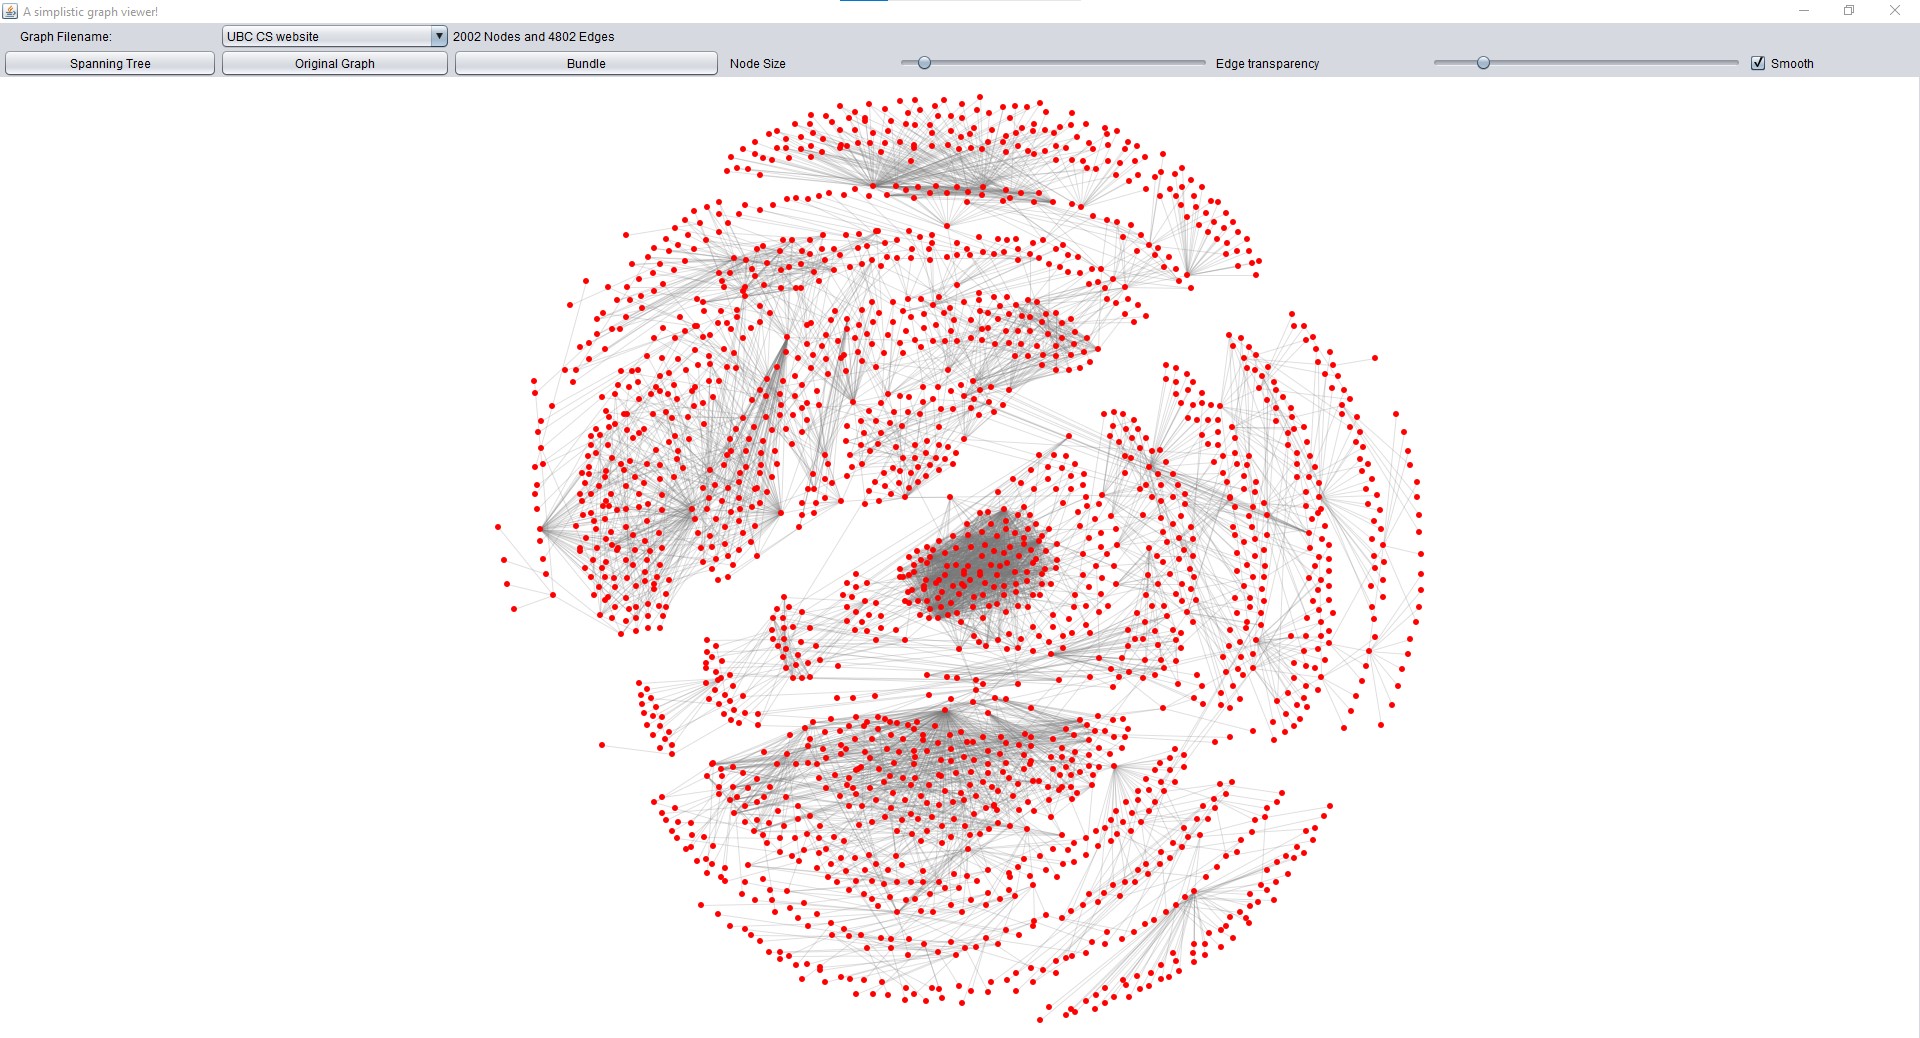 A simplistic graph viewer!
Graph Filename: UBC CS website 2002 Nodes and 4802 Edges
Spanning Tree Original Graph Bundle Node Size Edge transparency Smooth